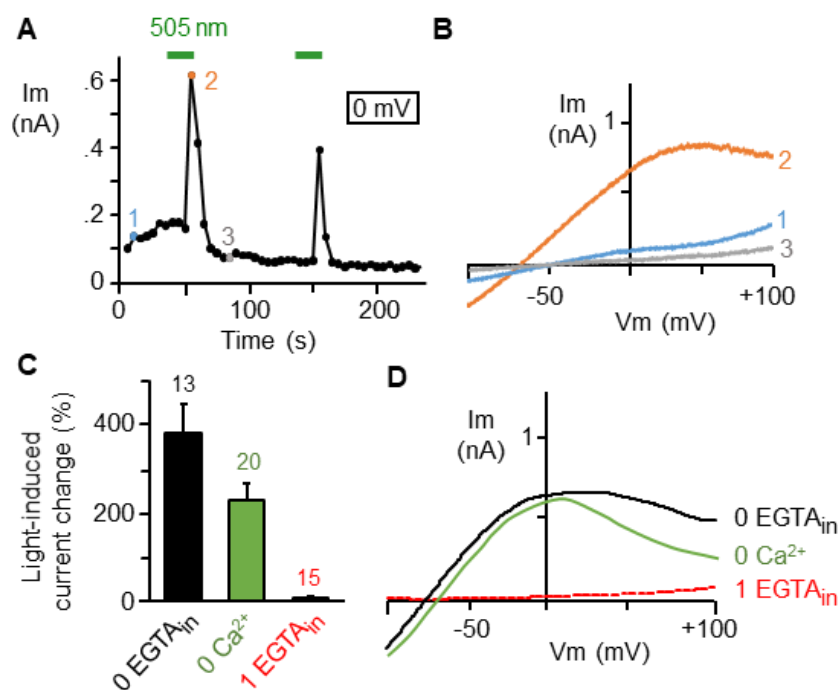 A
505 nm
Im
(nA)
.6
.4
.2
0
1
2
3
0 mV
0
100
200
Time (s)
B
Im
(nA)
1
2
1
3
-50
+100
Vm (mV)
C
Light-induced
current change (%)
400
200
0
13
20
15
0 EGTAin
0 Ca²⁺
1 EGTAin
D
Im
(nA)
1
0 EGTAin
0 Ca²⁺
1 EGTAin
-50
+100
Vm (mV)